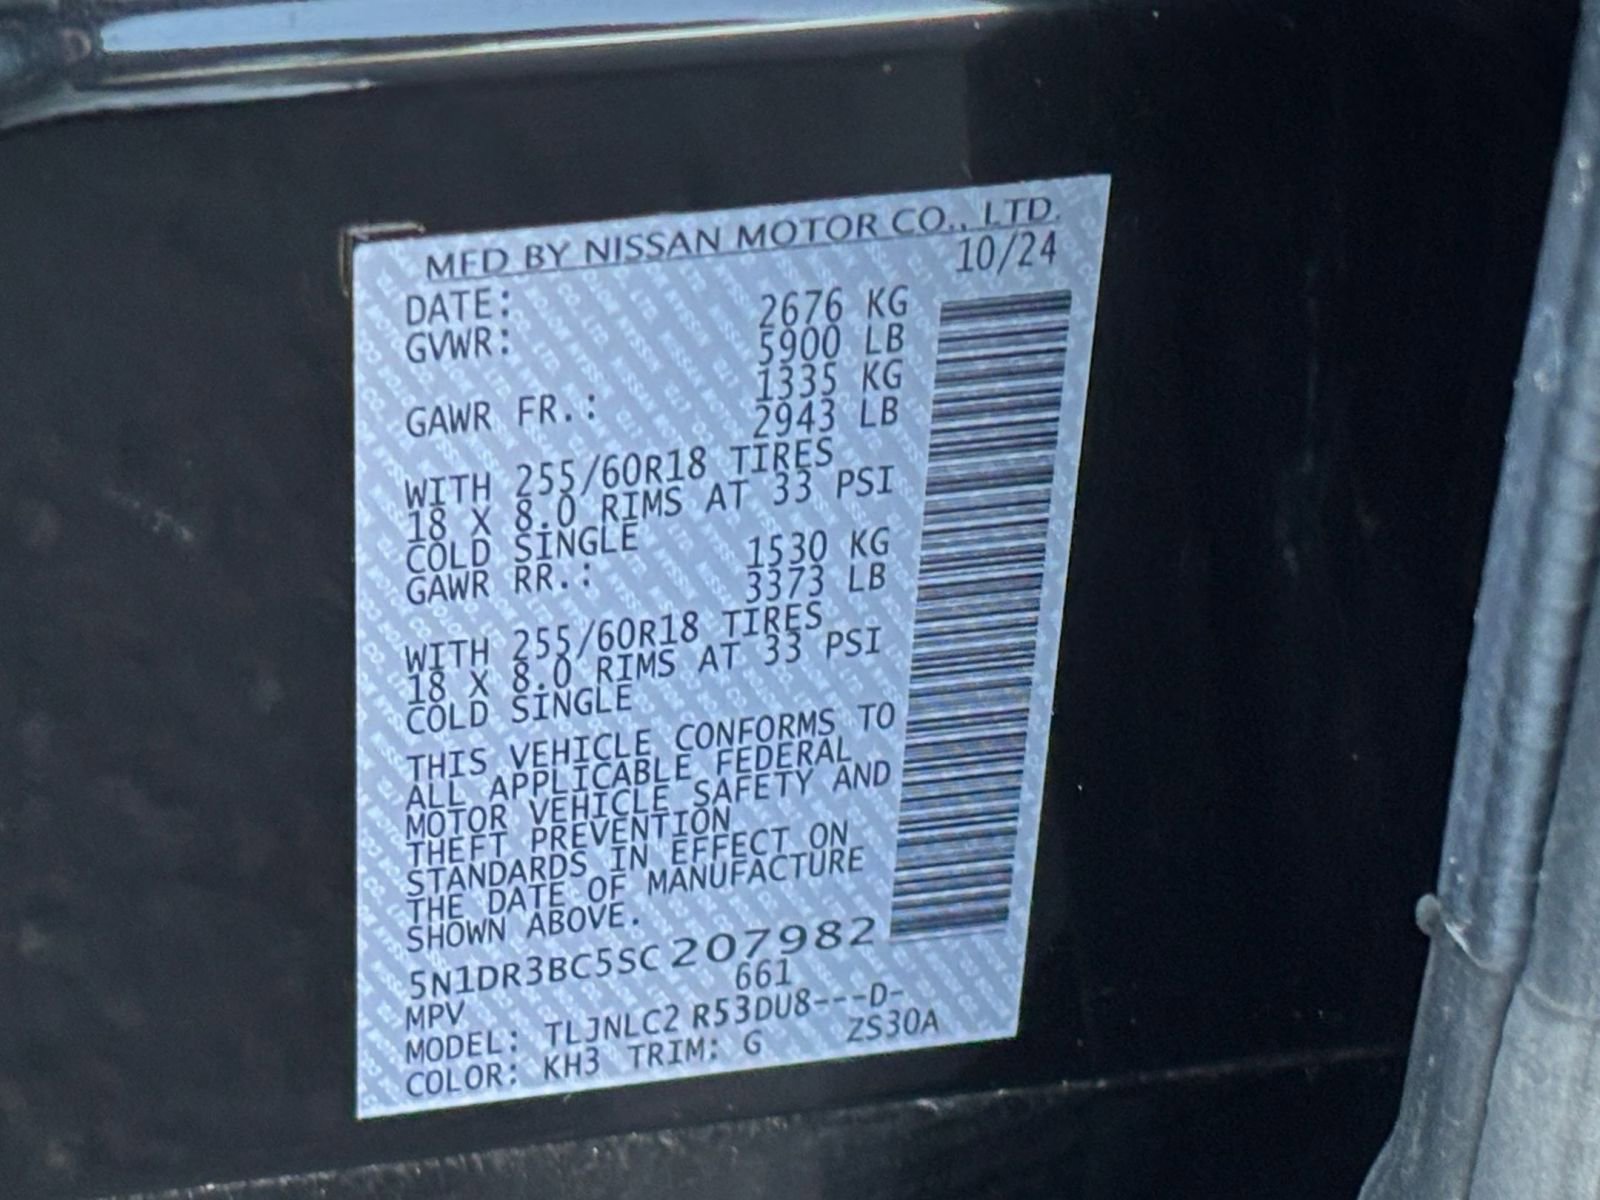 MFD BY NISSAN MOTOR CO., LTD.
DATE: 10/24
GVWR: 2676 KG
5900 LB
GAWR FR.: 1335 KG
2943 LB
WITH 255/60R18 TIRES
18 X 8.0 RIMS AT 33 PSI
COLD SINGLE
GAWR RR.: 1530 KG
3373 LB
WITH 255/60R18 TIRES
18 X 8.0 RIMS AT 33 PSI
COLD SINGLE
THIS VEHICLE CONFORMS TO
ALL APPLICABLE FEDERAL
MOTOR VEHICLE SAFETY AND
THEFT PREVENTION
STANDARDS IN EFFECT ON
THE DATE OF MANUFACTURE
SHOWN ABOVE.
5N1DR3BC5SC207982
MPV 661
MODEL: TLJNLC2 R53DU8---D-
COLOR: KH3 TRIM: G ZS30A